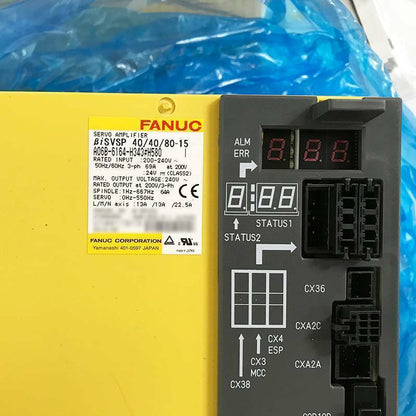 FANUC
SERVO AMPLIFIER
βiSVSP 40/40/80-15
A06B-6164-H343#H580 I
RATED INPUT :200-240V~
50Hz/60Hz 3-ph 69A at 200V
:24V ⎓ (CLASS2)
MAX. OUTPUT VOLTAGE:240V~
RATED OUTPUT at 200V/3-Ph
SPINDLE:1Hz-667Hz 64A
SERVO :0Hz-550Hz
L/M/N axis :13A /13A /22.5A
FANUC CORPORATION
Yamanashi 401-0597 JAPAN
ALM
ERR
STATUS1
STATUS2
CX36
CX4
ESP
CX3
MCC
CX38
CXA2C
CXA2A